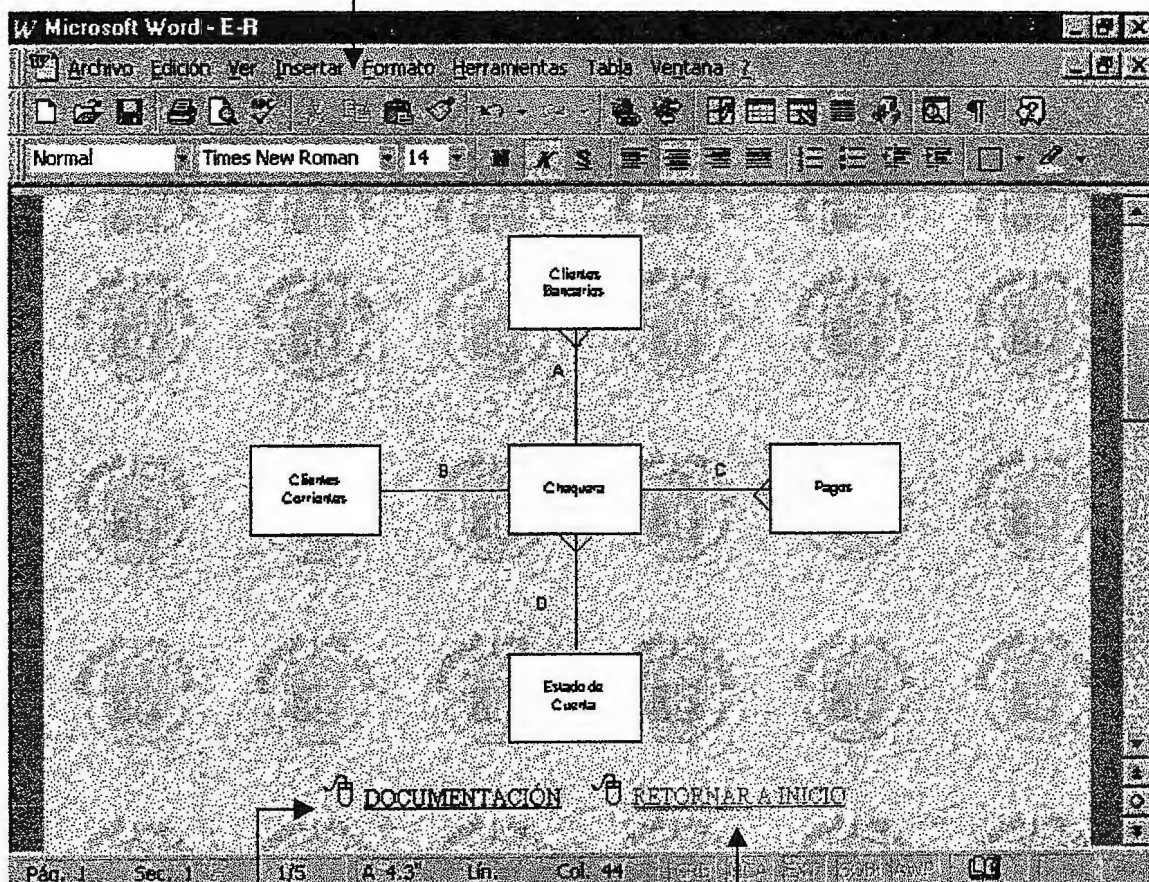 W Microsoft Word - E-R
Archivo Edición Ver Insertar Formato Herramientas Tabla Ventana ?
Normal Times New Roman 14 N K S
Clientes
Bancarios
A
Clientes
Corrientes
B
Chequera
C
Pagos
D
Estado de
Cuenta
DOCUMENTACIÓN RETORNAR A INICIO
Pág. 1 Sec. 1 1/5 A 4.3" Lín. Col. 44